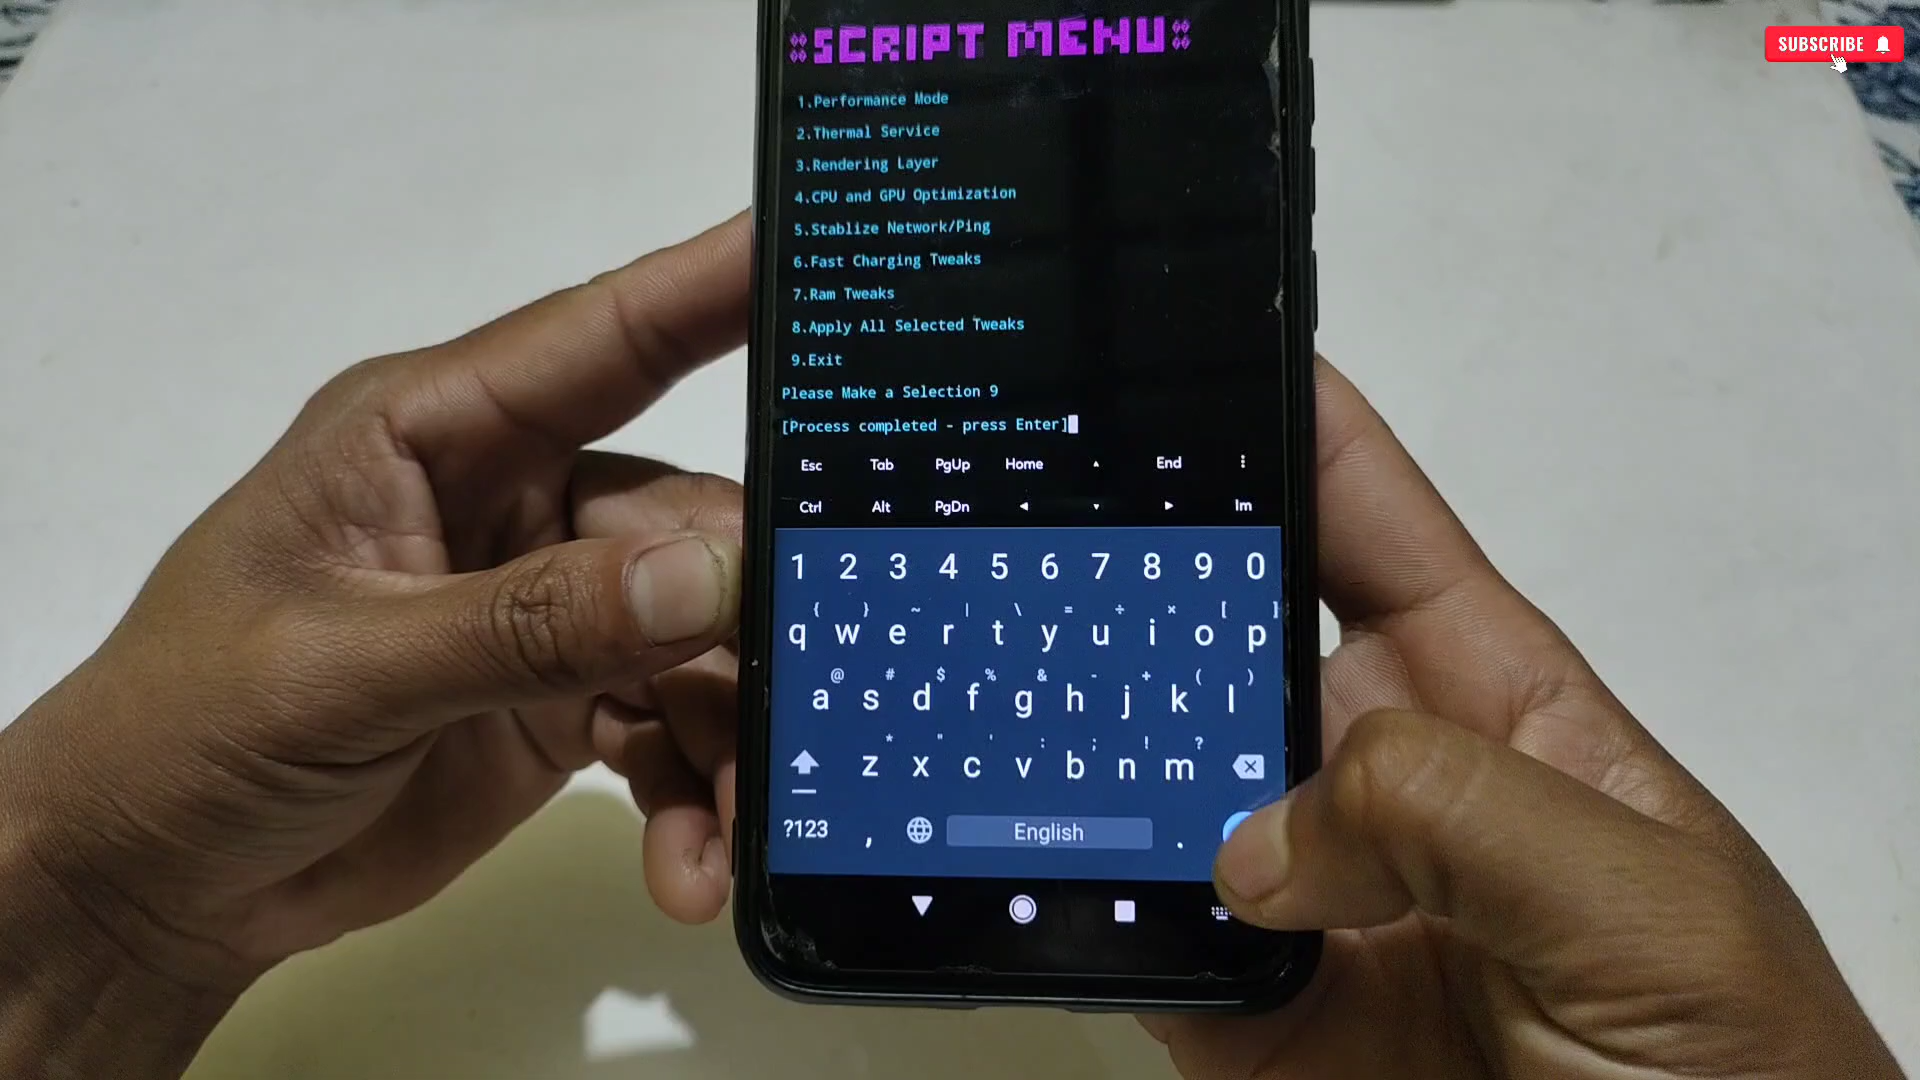 SUBSCRIBE
SCRIPT MENU
1.Performance Mode
2.Thermal Service
3.Rendering Layer
4.CPU and GPU Optimization
5.Stablize Network/Ping
6.Fast Charging Tweaks
7.Ram Tweaks
8.Apply All Selected Tweaks
9.Exit
Please Make a Selection 9
[Process completed - press Enter]
Esc Tab PgUp Home ▲ End ⋮
Ctrl Alt PgDn ◄ ▼ ► Im
1 2 3 4 5 6 7 8 9 0
{ } ~ | \ = ÷ × [ ]
q w e r t y u i o p
@ # $ % & - + ( )
a s d f g h j k l
* " ' : ; ! ?
z x c v b n m
?123 , English .